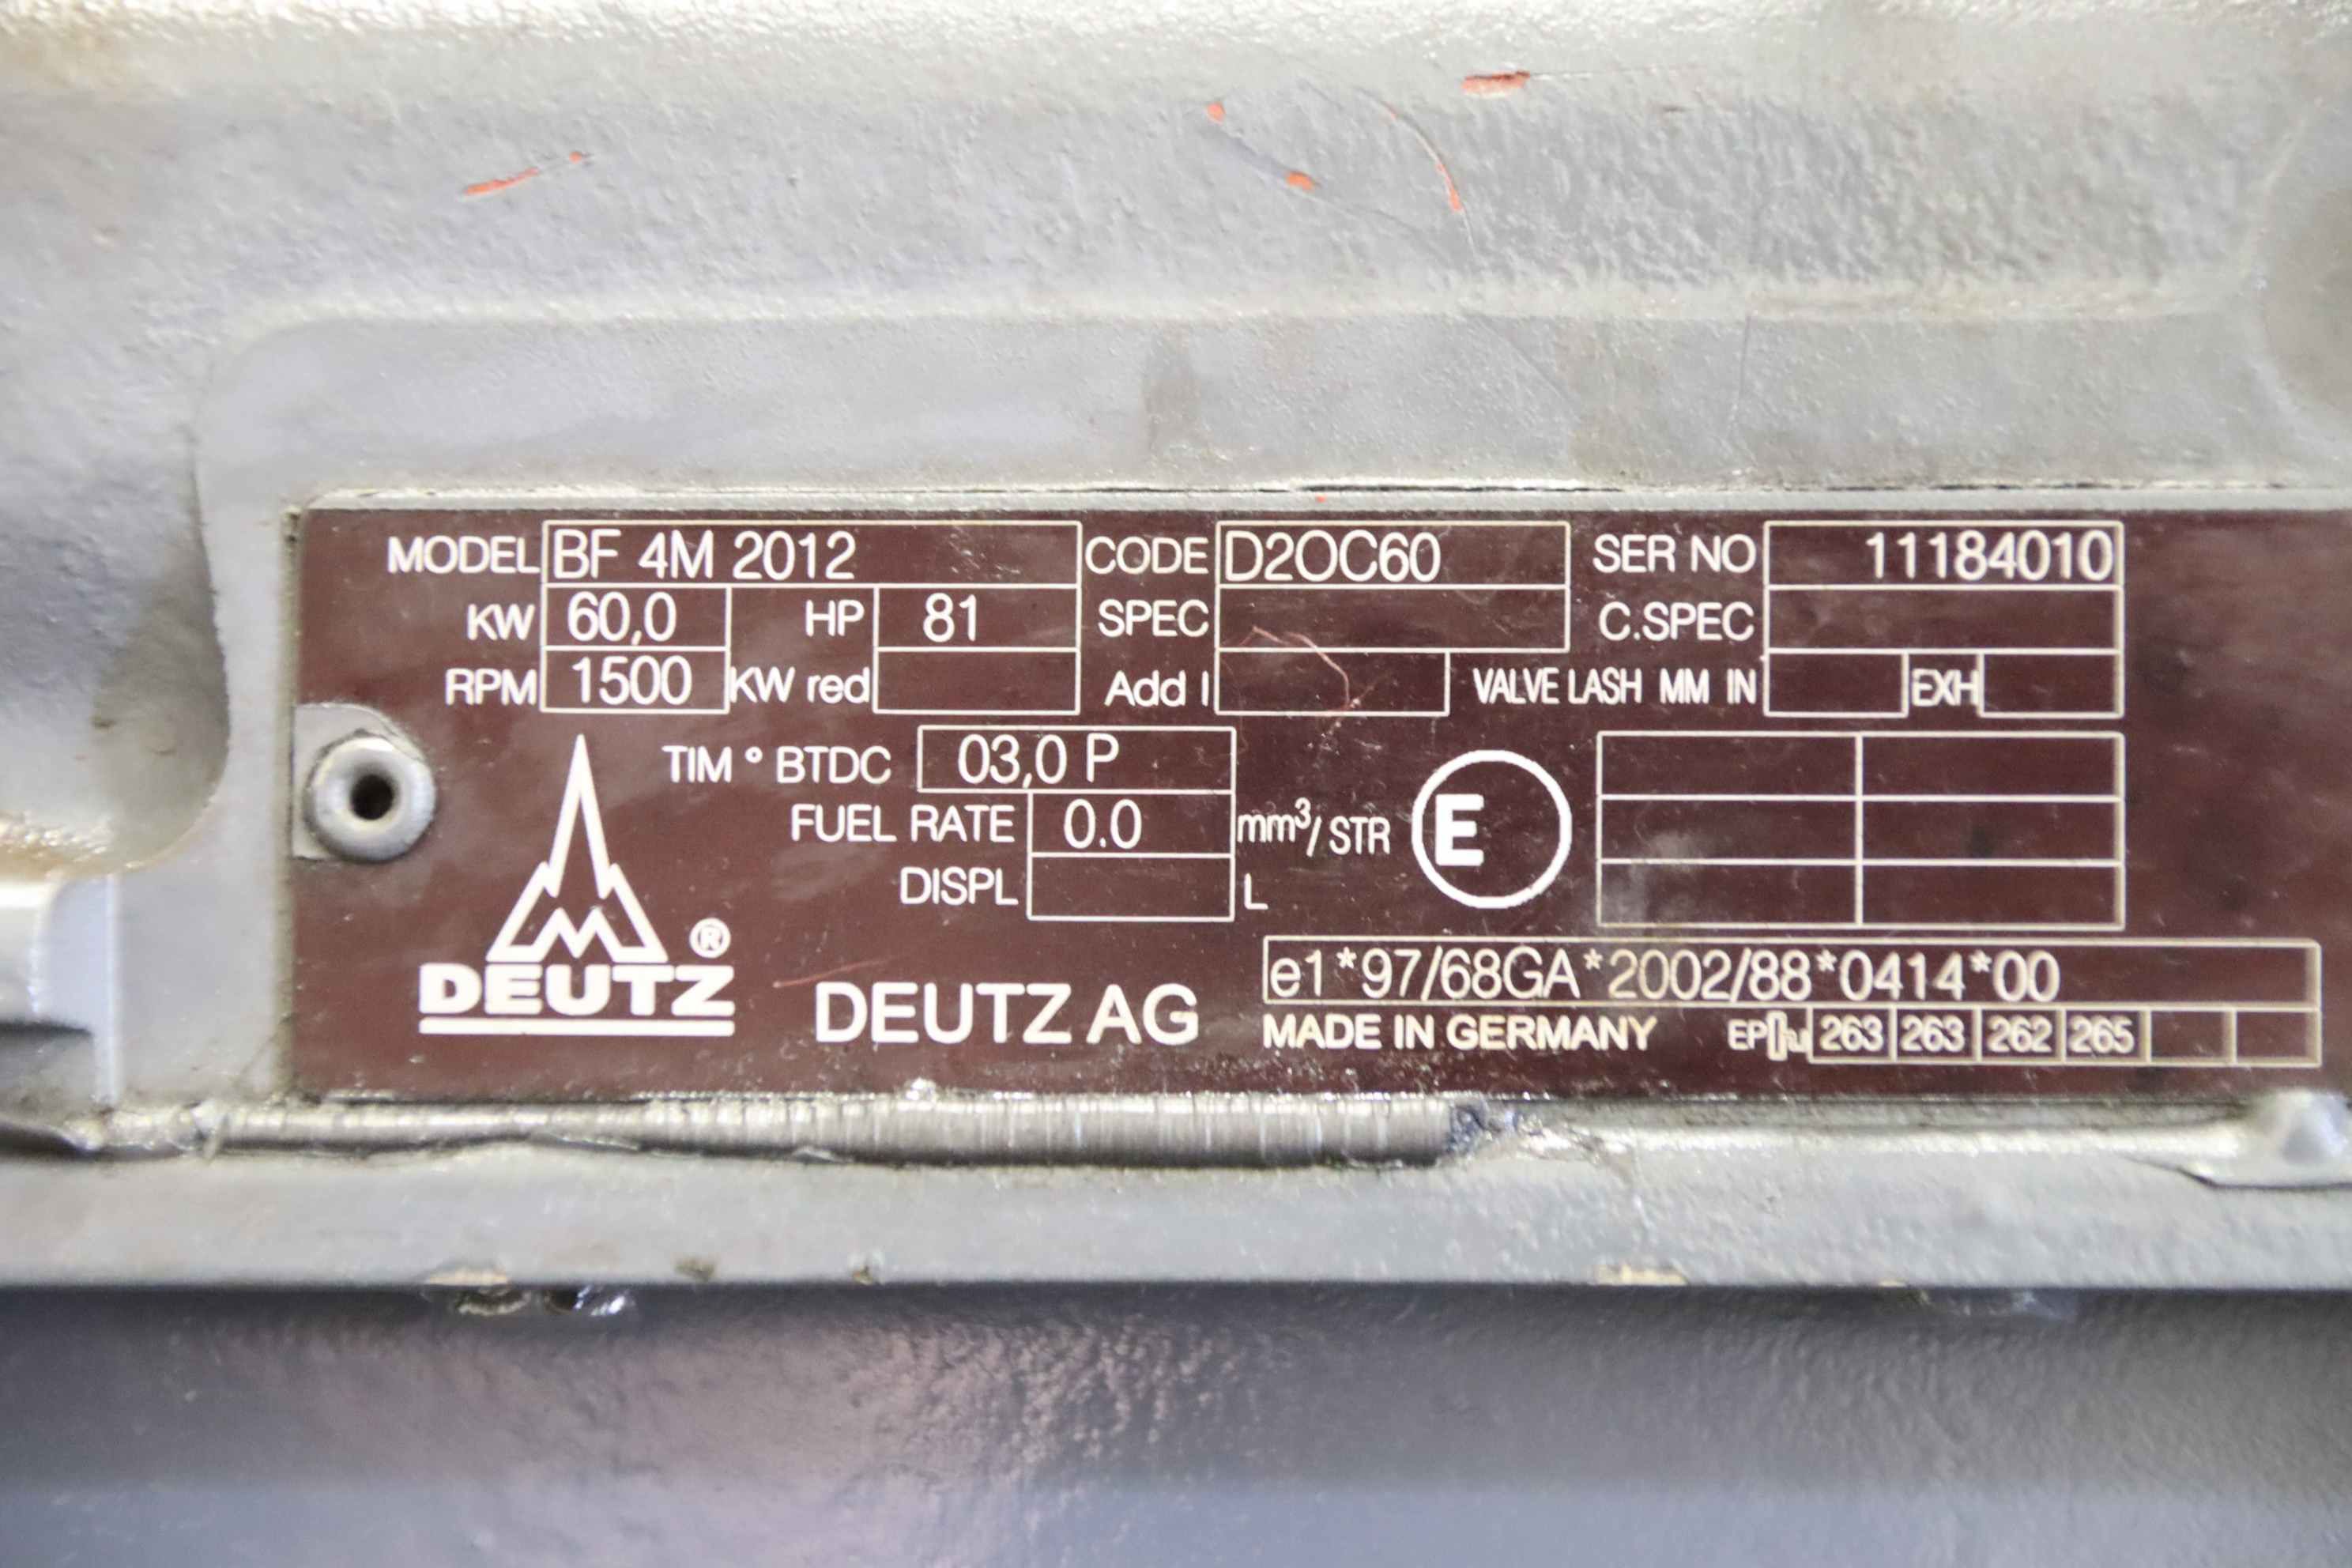 MODEL BF 4M 2012 CODE D2OC60 SER NO 11184010
KW 60,0 HP 81 SPEC C.SPEC
RPM 1500 KW red Add I VALVE LASH MM IN EXH
TIM ° BTDC 03,0 P
FUEL RATE 0.0 mm³/STR E
DISPL L
DEUTZ ®
DEUTZ AG
e1*97/68GA*2002/88*0414*00
MADE IN GERMANY EP 263 263 262 265